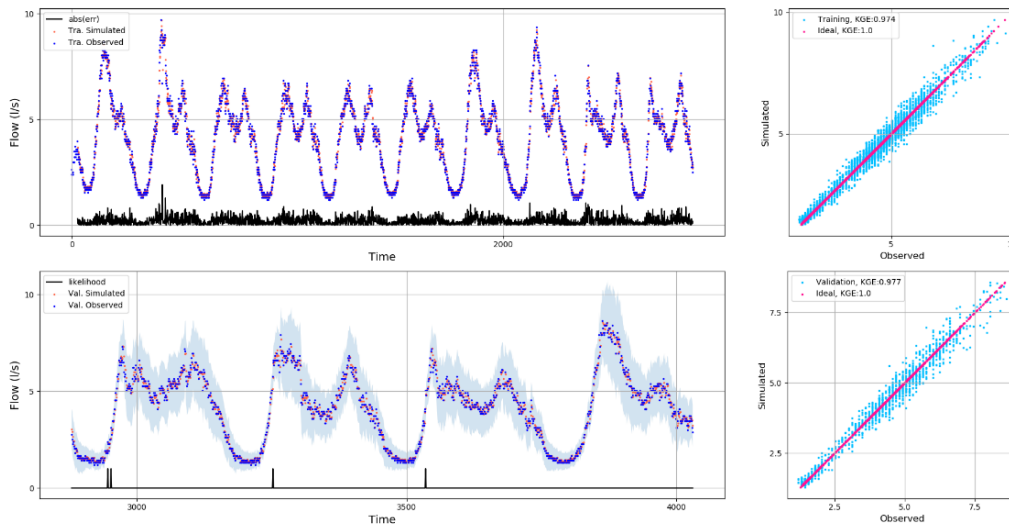 abs(err)
Tra. Simulated
Tra. Observed
Flow (l/s)
10
5
0
0
2000
Time
Training, KGE:0.974
Ideal, KGE:1.0
Simulated
10
5
5
Observed
likelihood
Val. Simulated
Val. Observed
Flow (l/s)
10
5
0
3000
3500
4000
Time
Validation, KGE:0.977
Ideal, KGE:1.0
Simulated
7.5
5.0
2.5
2.5
5.0
7.5
Observed